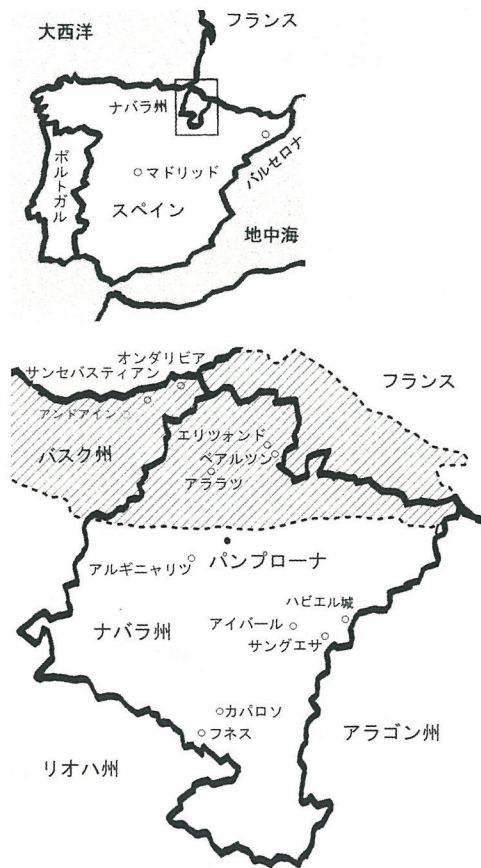 大西洋
フランス
ナバラ州
バルセロナ
マドリッド
ポルトガル
スペイン
地中海
オンダリビア
サンセバスティアン
フランス
アンドアイン
エリツォンド
バスク州
ベアルツン
アララツ
アルギニャリツ
パンプローナ
ハビエル城
ナバラ州
アイバール
サングエサ
カパロソ
フネス
アラゴン州
リオハ州